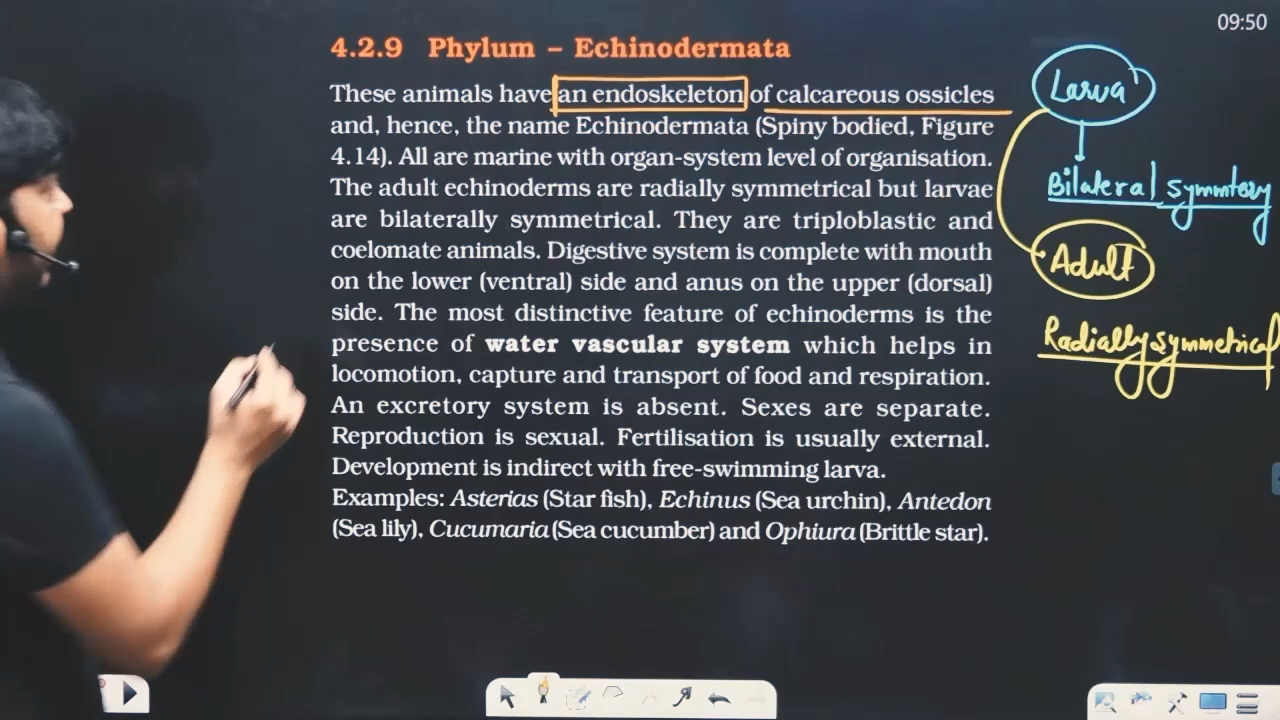 09:50
4.2.9 Phylum – Echinodermata
These animals have an endoskeleton of calcareous ossicles
and, hence, the name Echinodermata (Spiny bodied, Figure
4.14). All are marine with organ-system level of organisation.
The adult echinoderms are radially symmetrical but larvae
are bilaterally symmetrical. They are triploblastic and
coelomate animals. Digestive system is complete with mouth
on the lower (ventral) side and anus on the upper (dorsal)
side. The most distinctive feature of echinoderms is the
presence of water vascular system which helps in
locomotion, capture and transport of food and respiration.
An excretory system is absent. Sexes are separate.
Reproduction is sexual. Fertilisation is usually external.
Development is indirect with free-swimming larva.
Examples: Asterias (Star fish), Echinus (Sea urchin), Antedon
(Sea lily), Cucumaria (Sea cucumber) and Ophiura (Brittle star).
Larva
Bilateral symmtery
Adult
Radially symmetrical